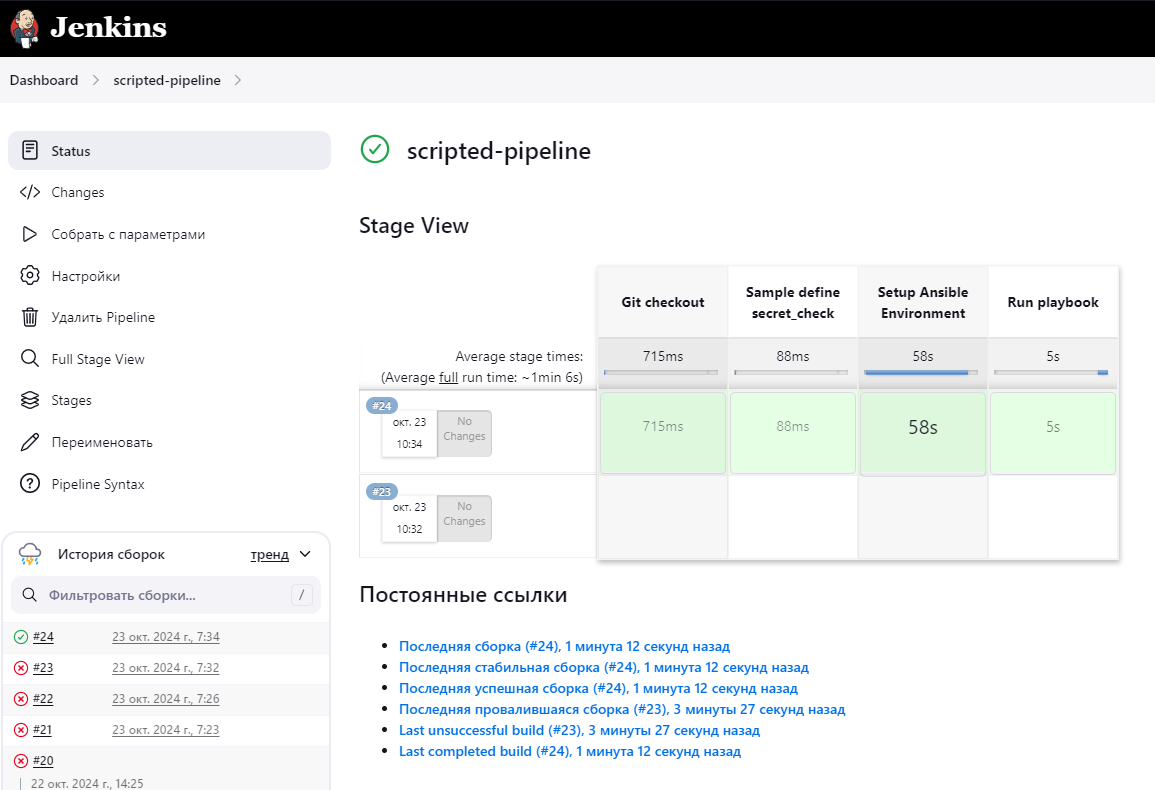 Jenkins
Dashboard
scripted-pipeline
Status
Changes
Собрать с параметрами
Настройки
Удалить Pipeline
Full Stage View
Stages
Переименовать
Pipeline Syntax
История сборок
тренд
Фильтровать сборки...
/
#24 23 окт. 2024 г., 7:34
#23 23 окт. 2024 г., 7:32
#22 23 окт. 2024 г., 7:26
#21 23 окт. 2024 г., 7:23
#20
22 окт. 2024 г., 14:25
scripted-pipeline
Stage View
Git checkout
Sample define
secret_check
Setup Ansible
Environment
Run playbook
Average stage times:
(Average full run time: ~1min 6s)
715ms
88ms
58s
5s
#24
окт. 23
10:34
No
Changes
715ms
88ms
58s
5s
#23
окт. 23
10:32
No
Changes
Постоянные ссылки
Последняя сборка (#24), 1 минута 12 секунд назад
Последняя стабильная сборка (#24), 1 минута 12 секунд назад
Последняя успешная сборка (#24), 1 минута 12 секунд назад
Последняя провалившаяся сборка (#23), 3 минуты 27 секунд назад
Last unsuccessful build (#23), 3 минуты 27 секунд назад
Last completed build (#24), 1 минута 12 секунд назад